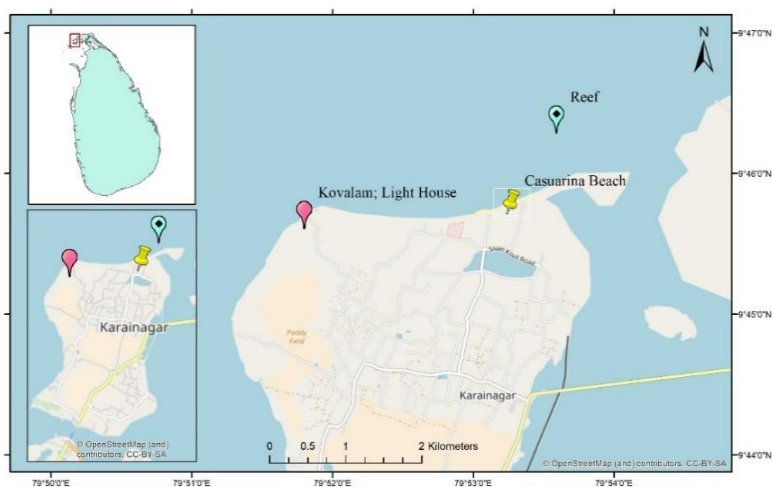 9°47'0"N
N
Reef
9°46'0"N
Casuarina Beach
Kovalam; Light House
Karainagar
9°45'0"N
Paddy
Field
Karainagar
© OpenStreetMap (and)
contributors, CC-BY-SA
0 0.5 1 2 Kilometers
© OpenStreetMap (and) contributors, CC-BY-SA
9°44'0"N
79°50'0"E 79°51'0"E 79°52'0"E 79°53'0"E 79°54'0"E